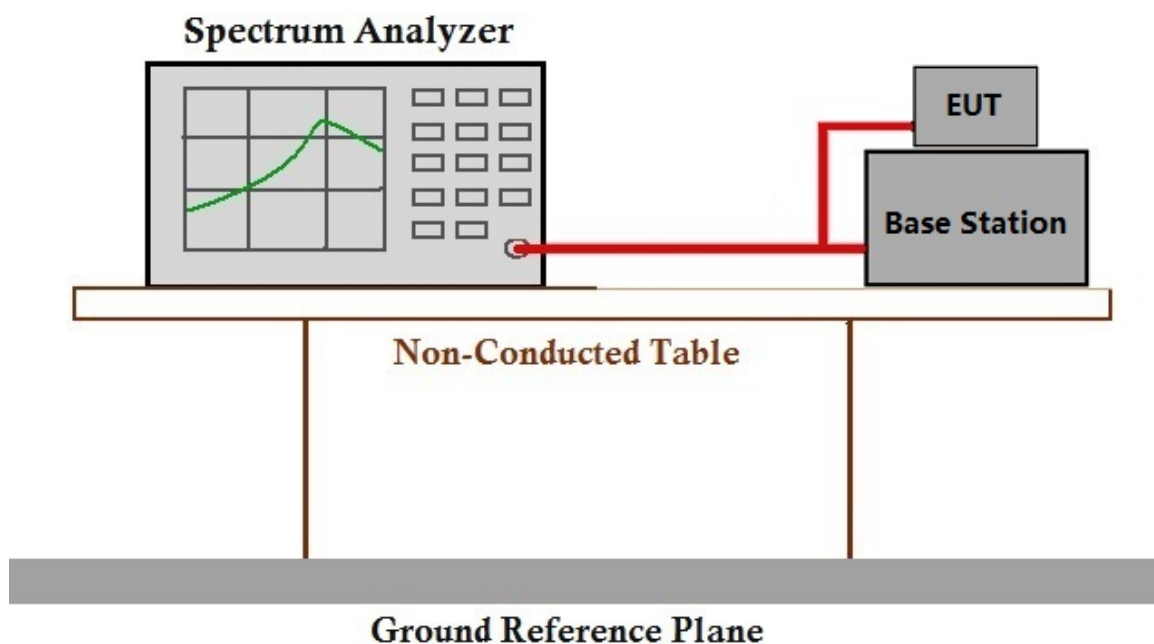 Spectrum Analyzer
EUT
Base Station
Non-Conducted Table
Ground Reference Plane